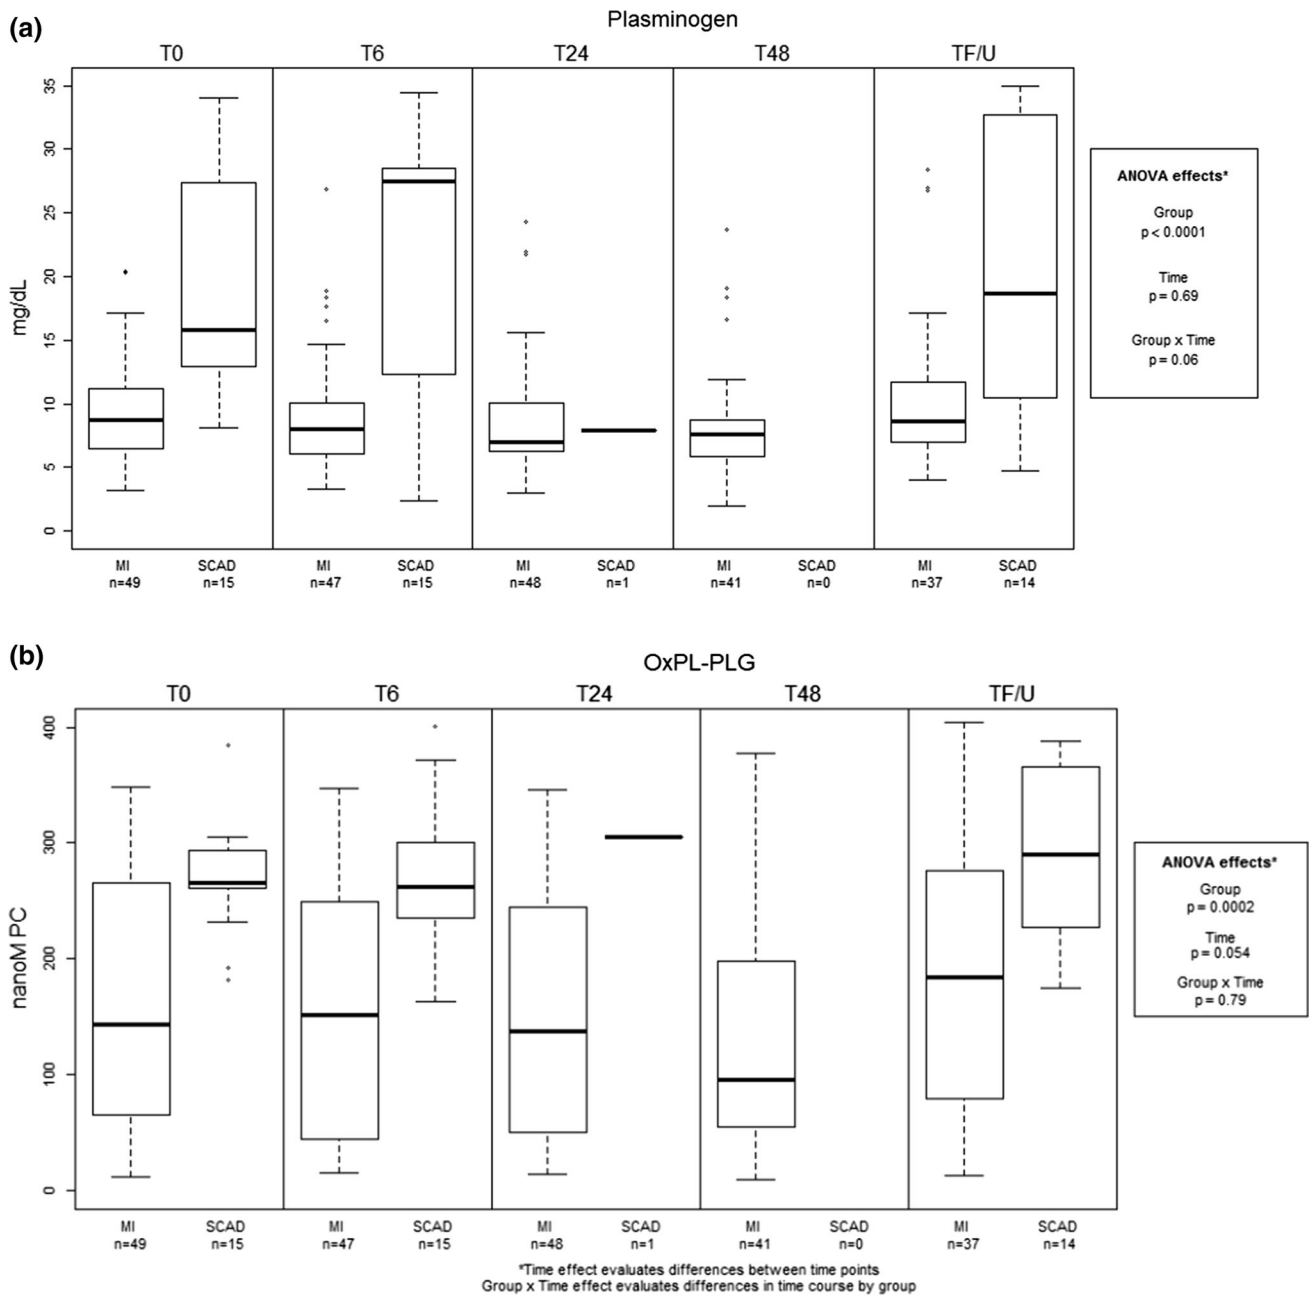 (a)
Plasminogen
T0 T6 T24 T48 TF/U
35
30
25
20
15
10
5
0
mg/dL
MI SCAD MI SCAD MI SCAD MI SCAD MI SCAD
n=49 n=15 n=47 n=15 n=48 n=1 n=41 n=0 n=37 n=14
ANOVA effects*
Group
p < 0.0001
Time
p = 0.69
Group x Time
p = 0.06
(b)
OxPL-PLG
T0 T6 T24 T48 TF/U
400
300
200
100
0
nanoM PC
MI SCAD MI SCAD MI SCAD MI SCAD MI SCAD
n=49 n=15 n=47 n=15 n=48 n=1 n=41 n=0 n=37 n=14
ANOVA effects*
Group
p = 0.0002
Time
p = 0.054
Group x Time
p = 0.79
*Time effect evaluates differences between time points
Group x Time effect evaluates differences in time course by group